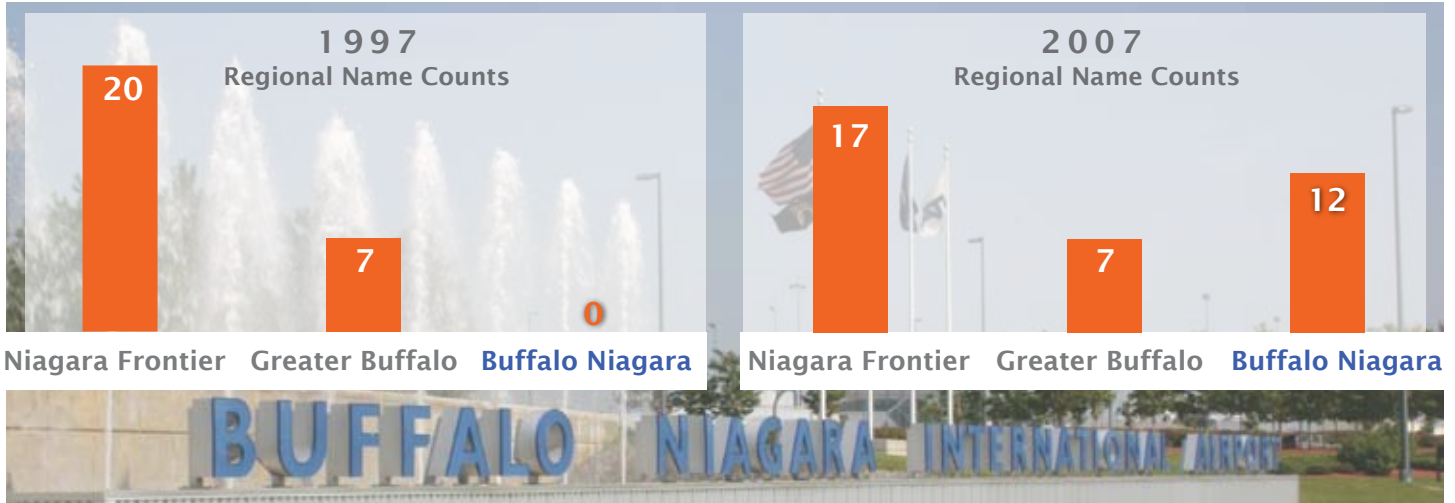 1997
Regional Name Counts
20
7
0
Niagara Frontier Greater Buffalo Buffalo Niagara
2007
Regional Name Counts
17
7
12
Niagara Frontier Greater Buffalo Buffalo Niagara
BUFFALO NIAGARA INTERNATIONAL AIRPORT